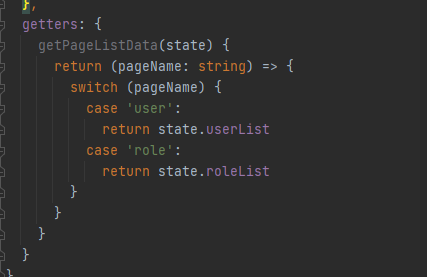 },
getters: {
getPageListData(state) {
return (pageName: string) => {
switch (pageName) {
case 'user':
return state.userList
case 'role':
return state.roleList
}
}
}
}
}